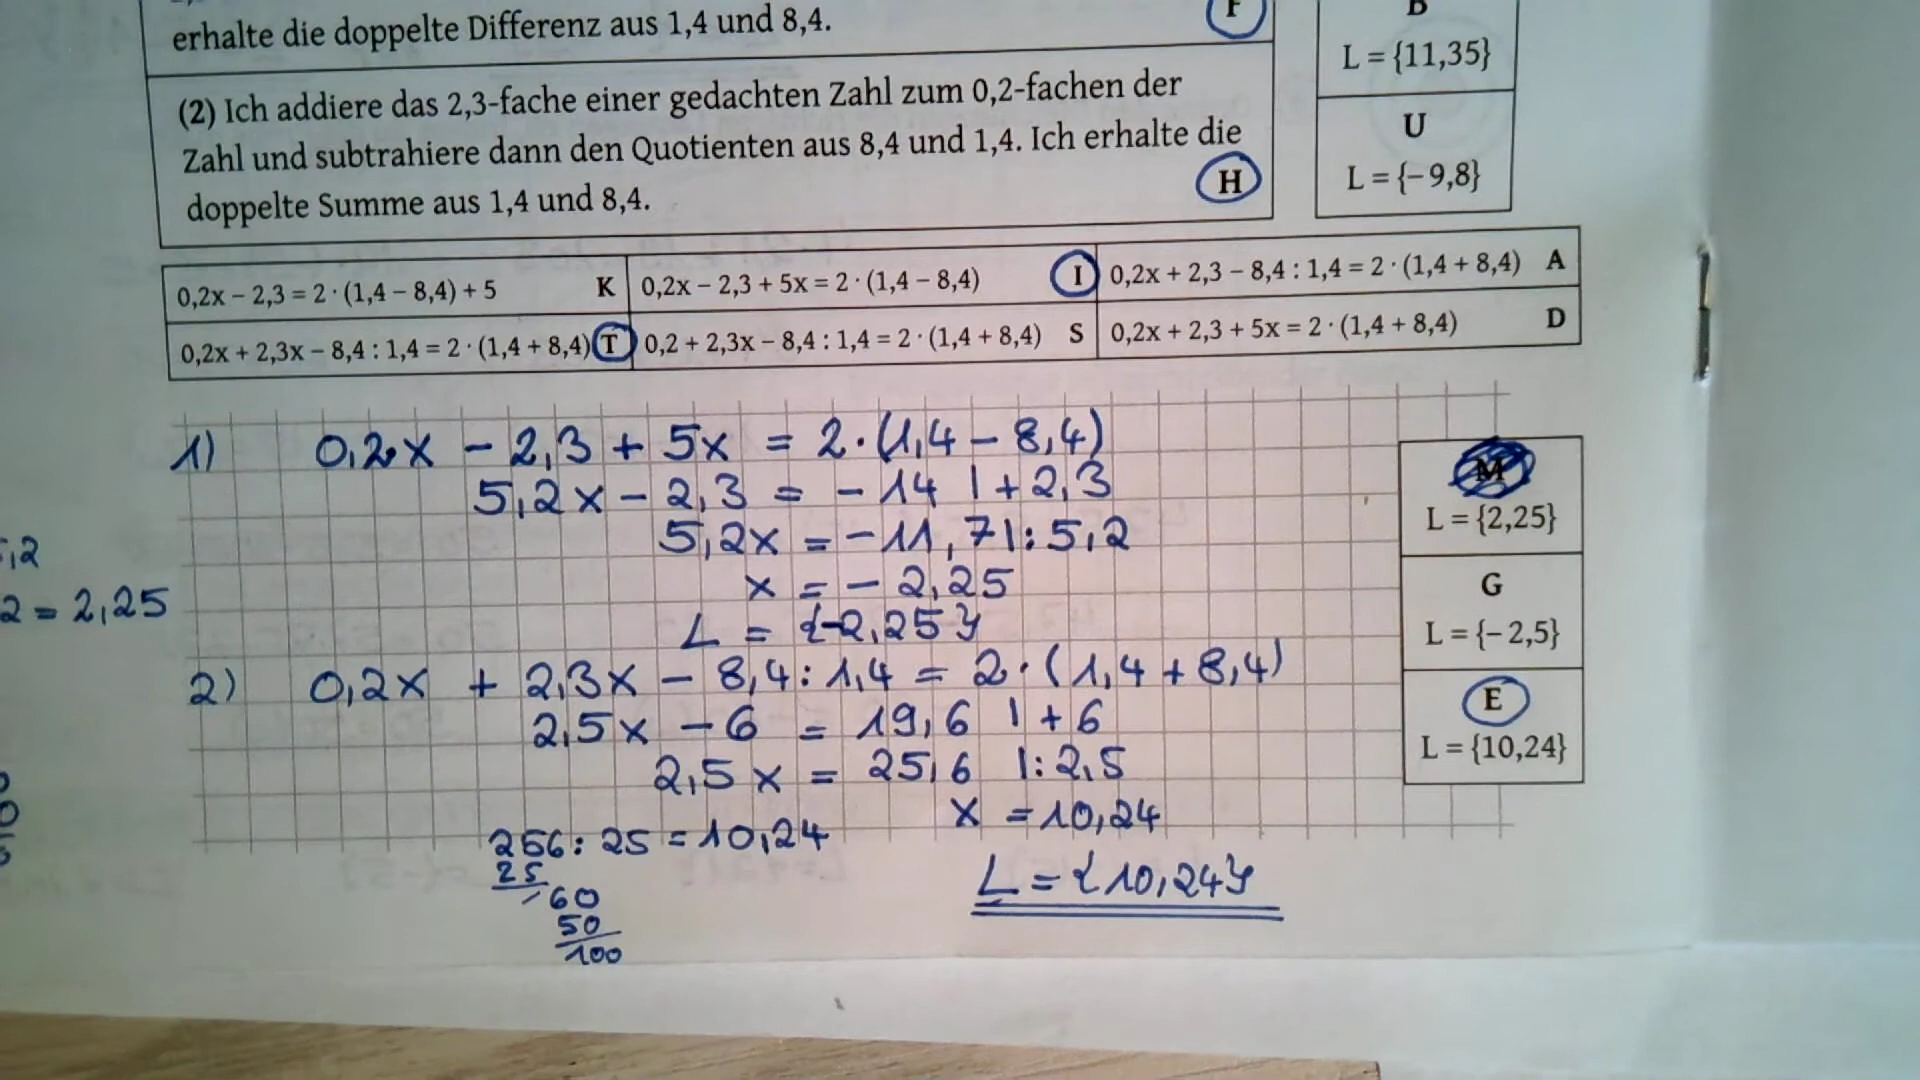 erhalte die doppelte Differenz aus 1,4 und 8,4.
F
(2) Ich addiere das 2,3-fache einer gedachten Zahl zum 0,2-fachen der
Zahl und subtrahiere dann den Quotienten aus 8,4 und 1,4. Ich erhalte die
doppelte Summe aus 1,4 und 8,4.
H
B
L = {11,35}
U
L = {– 9,8}
0,2x – 2,3 = 2 · (1,4 – 8,4) + 5 K
0,2x – 2,3 + 5x = 2 · (1,4 – 8,4) I
0,2x + 2,3 – 8,4 : 1,4 = 2 · (1,4 + 8,4) A
0,2x + 2,3x – 8,4 : 1,4 = 2 · (1,4 + 8,4) T
0,2 + 2,3x – 8,4 : 1,4 = 2 · (1,4 + 8,4) S
0,2x + 2,3 + 5x = 2 · (1,4 + 8,4) D
1) 0,2x – 2,3 + 5x = 2 · (1,4 – 8,4)
5,2x – 2,3 = – 14 | + 2,3
5,2x = – 11,7 | : 5,2
x = – 2,25
L = {–2,25}
2) 0,2x + 2,3x – 8,4 : 1,4 = 2 · (1,4 + 8,4)
2,5x – 6 = 19,6 | + 6
2,5x = 25,6 | : 2,5
x = 10,24
256 : 25 = 10,24
25
60
50
100
L = {10,24}
M
L = {2,25}
G
L = {– 2,5}
E
L = {10,24}
,2
2 = 2,25